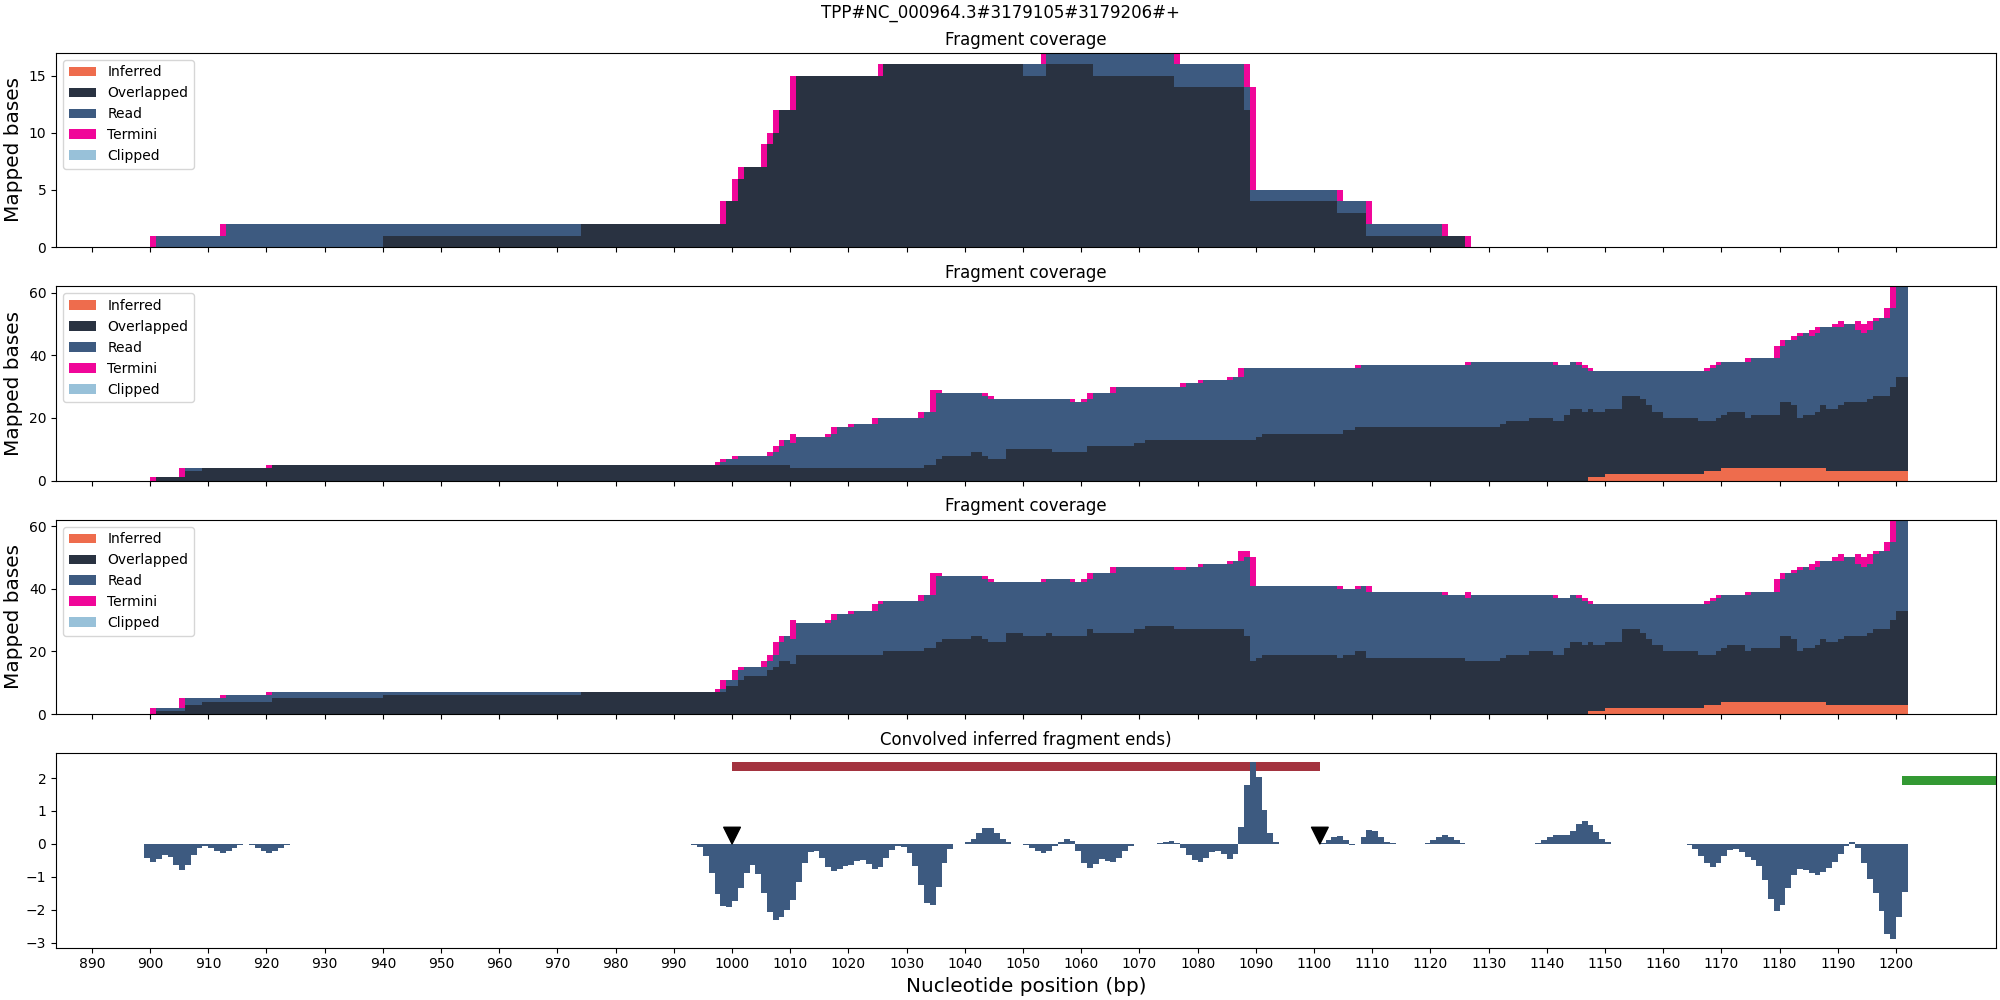 TPP#NC_000964.3#3179105#3179206#+
Fragment coverage
Mapped bases
15
10
5
0
Inferred
Overlapped
Read
Termini
Clipped
Fragment coverage
Mapped bases
60
40
20
0
Inferred
Overlapped
Read
Termini
Clipped
Fragment coverage
Mapped bases
60
40
20
0
Inferred
Overlapped
Read
Termini
Clipped
Convolved inferred fragment ends)
2
1
0
−1
−2
−3
890 900 910 920 930 940 950 960 970 980 990 1000 1010 1020 1030 1040 1050 1060 1070 1080 1090 1100 1110 1120 1130 1140 1150 1160 1170 1180 1190 1200
Nucleotide position (bp)